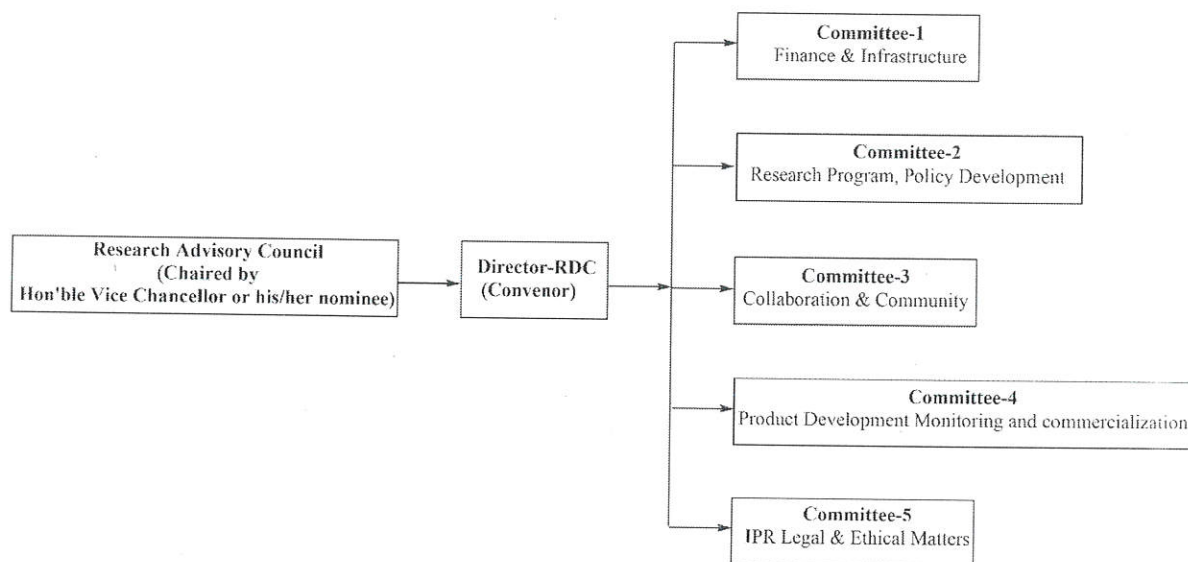 Research Advisory Council
(Chaired by
Hon'ble Vice Chancellor or his/her nominee)
Director-RDC
(Convenor)
Committee-1
Finance & Infrastructure
Committee-2
Research Program, Policy Development
Committee-3
Collaboration & Community
Committee-4
Product Development Monitoring and commercialization
Committee-5
IPR Legal & Ethical Matters